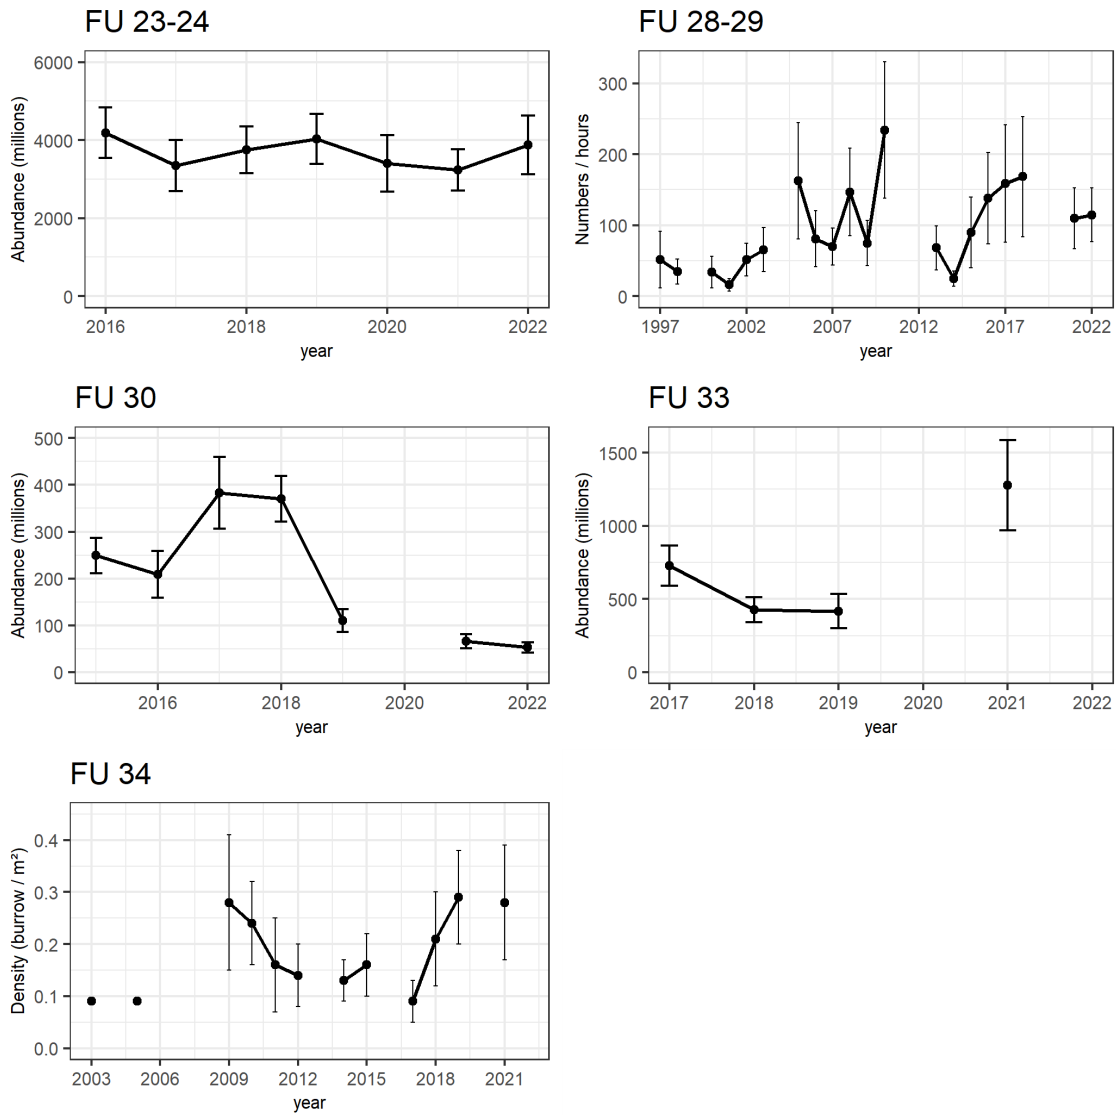 FU 23-24
Abundance (millions)
6000
4000
2000
0
2016 2018 2020 2022
year
FU 28-29
Numbers / hours
300
200
100
0
1997 2002 2007 2012 2017 2022
year
FU 30
Abundance (millions)
500
400
300
200
100
0
2016 2018 2020 2022
year
FU 33
Abundance (millions)
1500
1000
500
0
2017 2018 2019 2020 2021 2022
year
FU 34
Density (burrow / m²)
0.4
0.3
0.2
0.1
0.0
2003 2006 2009 2012 2015 2018 2021
year